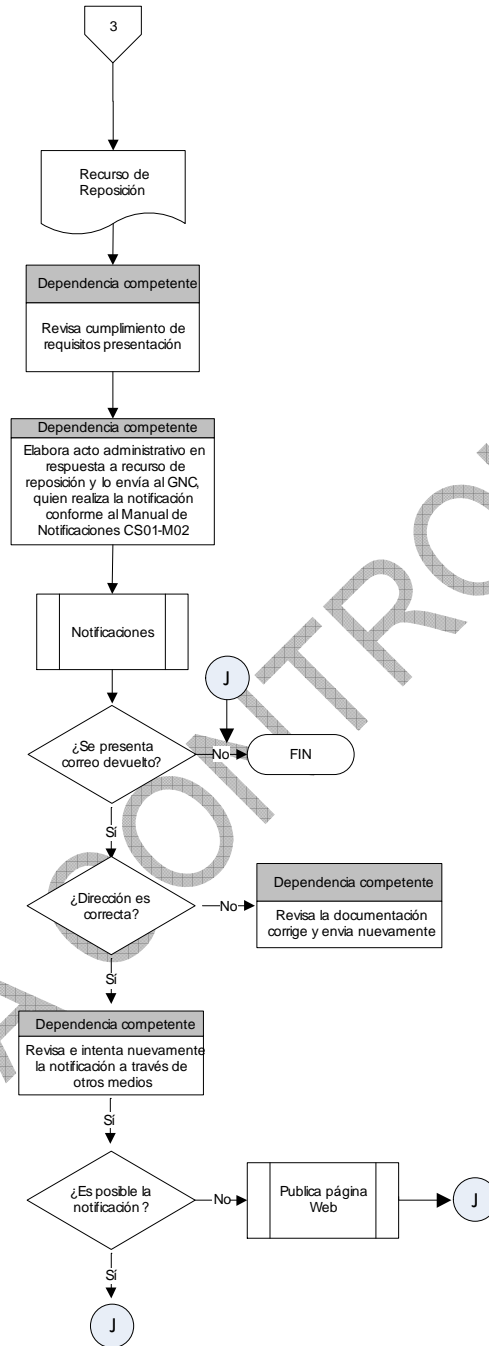 3
Recurso de
Reposición
Dependencia competente
Revisa cumplimiento de
requisitos presentación
Dependencia competente
Elabora acto administrativo en
respuesta a recurso de
reposición y lo envía al GNC,
quien realiza la notificación
conforme al Manual de
Notificaciones CS01-M02
Notificaciones
J
¿Se presenta
correo devuelto?
No
FIN
Sí
¿Dirección es
correcta?
No
Dependencia competente
Revisa la documentación
corrige y envia nuevamente
Sí
Dependencia competente
Revisa e intenta nuevamente
la notificación a través de
otros medios
Sí
¿Es posible la
notificación ?
No
Publica página
Web
J
Sí
J
A CONTRO